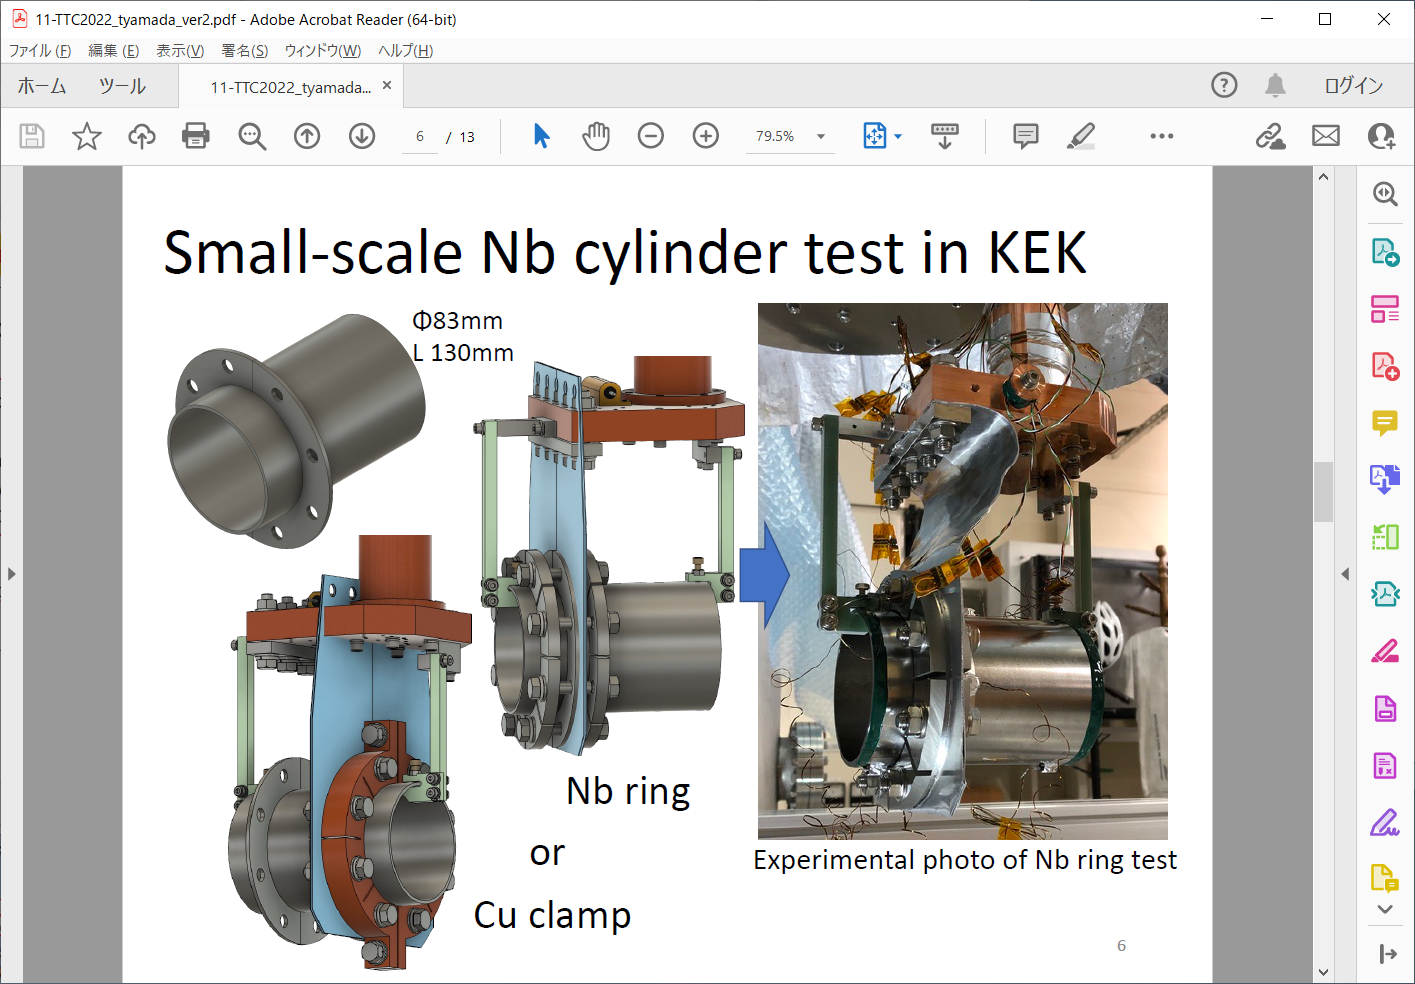 11-TTC2022_tyamada_ver2.pdf - Adobe Acrobat Reader (64-bit)
ファイル (F) 編集 (E) 表示(V) 署名(S) ウィンドウ(W) ヘルプ(H)
ホーム ツール 11-TTC2022_tyamada... × ログイン
6 / 13 79.5%
Small-scale Nb cylinder test in KEK
Φ83mm
L 130mm
Nb ring
or
Cu clamp
Experimental photo of Nb ring test
6